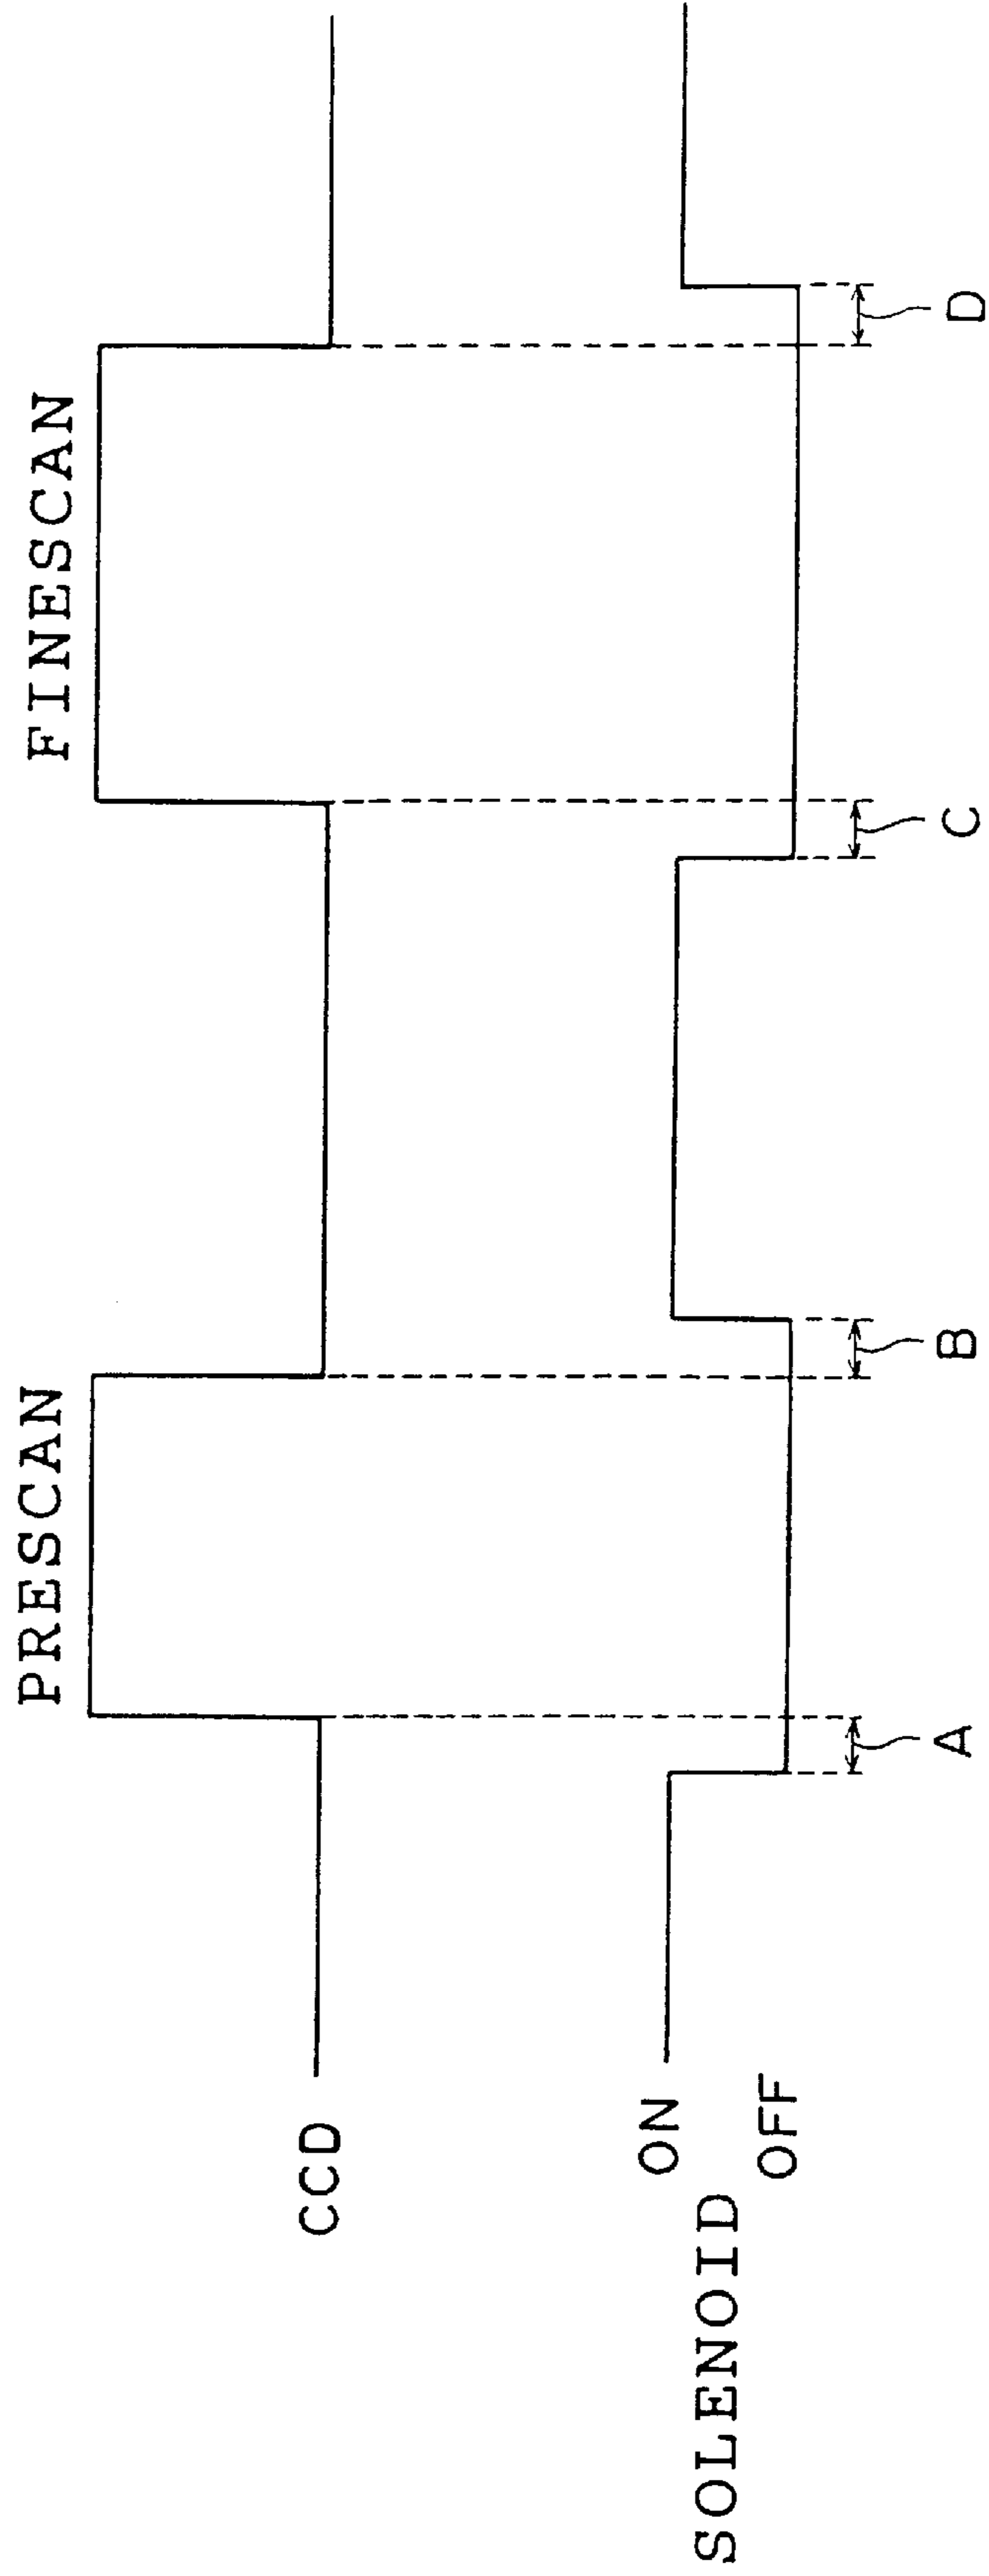 PRESCAN
FINESCAN
CCD
ON
SOLENOID
OFF
A
B
C
D